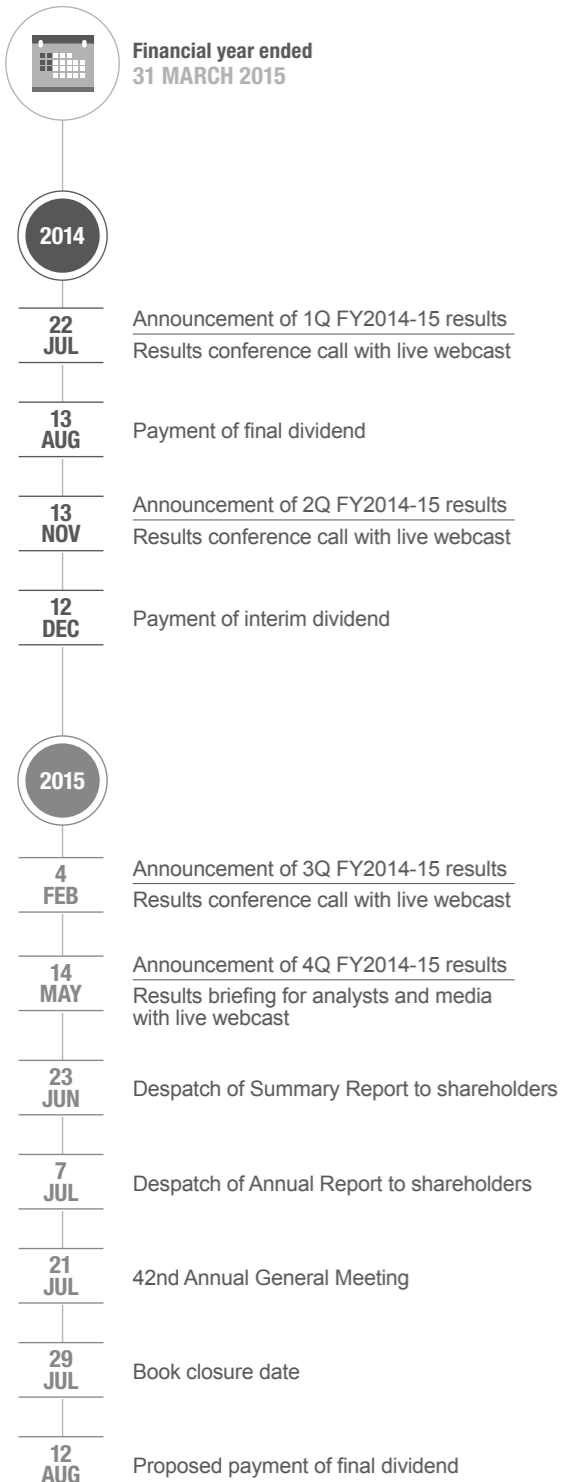 Financial year ended
31 MARCH 2015
2014
22
JUL
Announcement of 1Q FY2014-15 results
Results conference call with live webcast
13
AUG
Payment of final dividend
13
NOV
Announcement of 2Q FY2014-15 results
Results conference call with live webcast
12
DEC
Payment of interim dividend
2015
4
FEB
Announcement of 3Q FY2014-15 results
Results conference call with live webcast
14
MAY
Announcement of 4Q FY2014-15 results
Results briefing for analysts and media
with live webcast
23
JUN
Despatch of Summary Report to shareholders
7
JUL
Despatch of Annual Report to shareholders
21
JUL
42nd Annual General Meeting
29
JUL
Book closure date
12
AUG
Proposed payment of final dividend